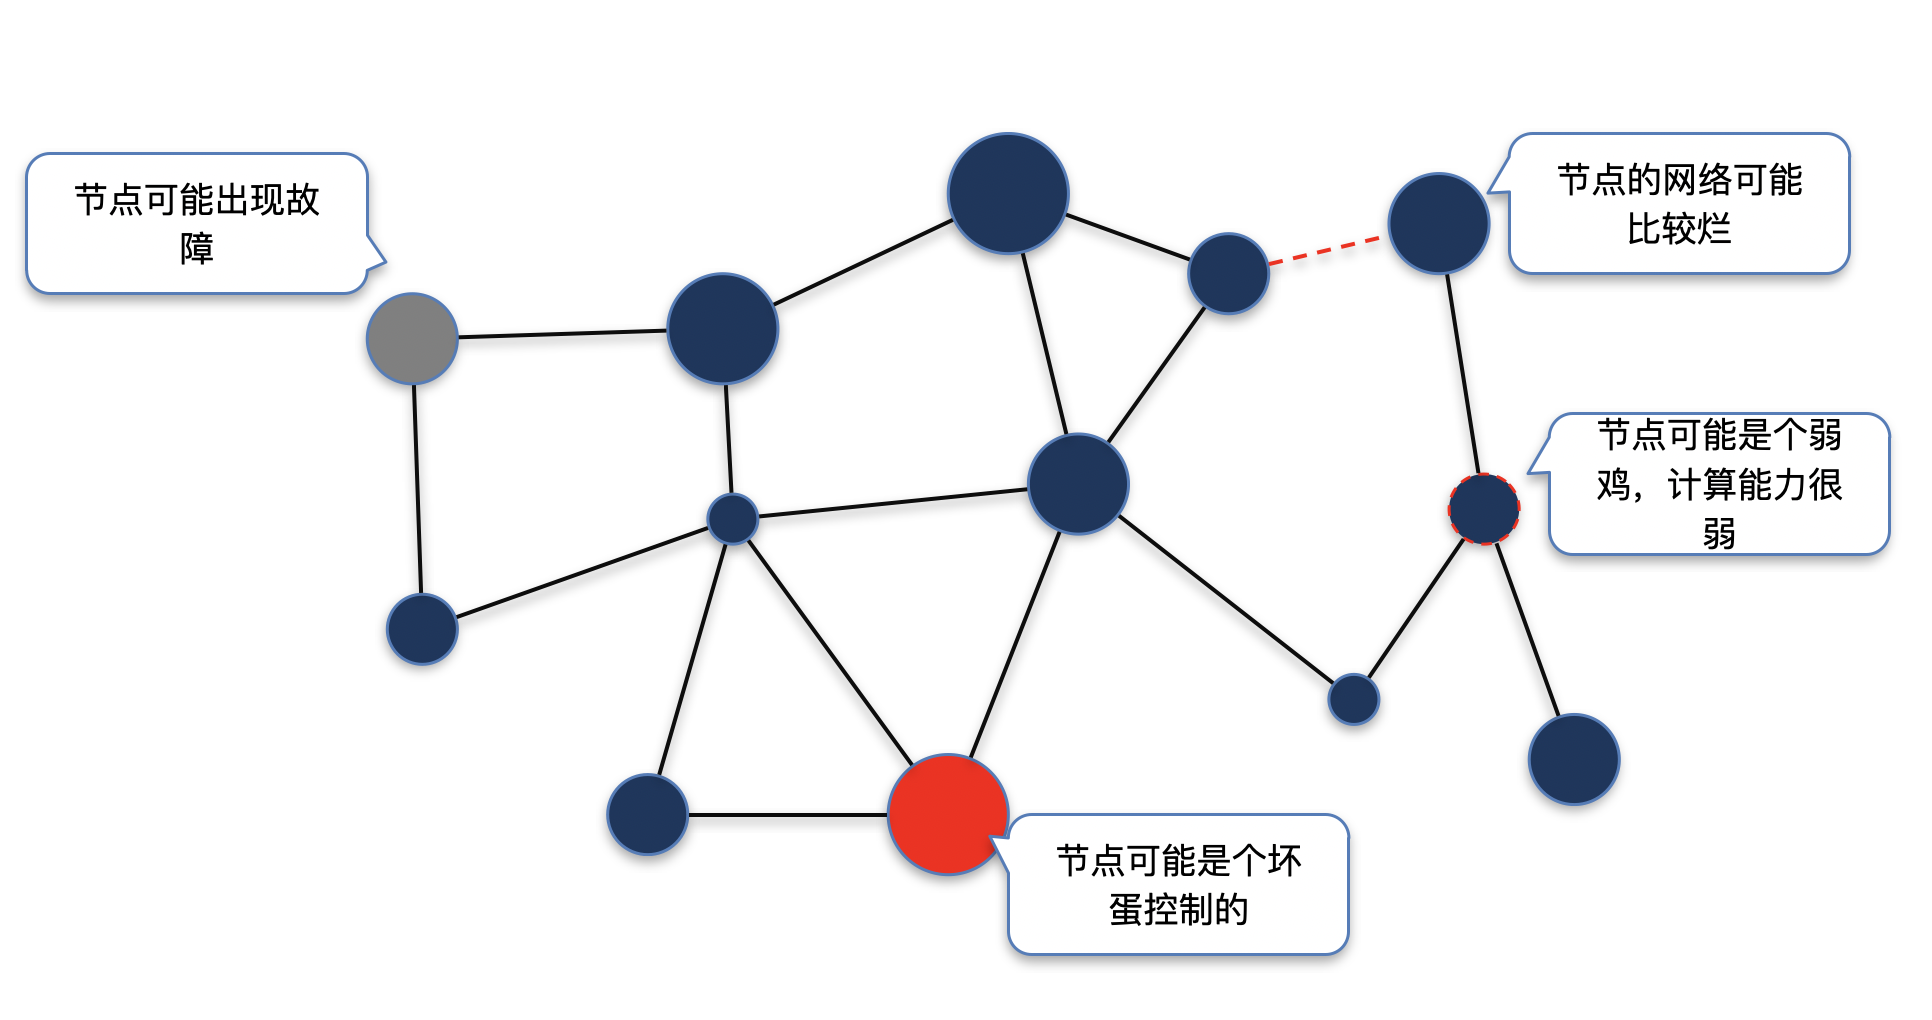 节点可能出现故
障
节点的网络可能
比较烂
节点可能是个弱
鸡，计算能力很
弱
节点可能是个坏
蛋控制的